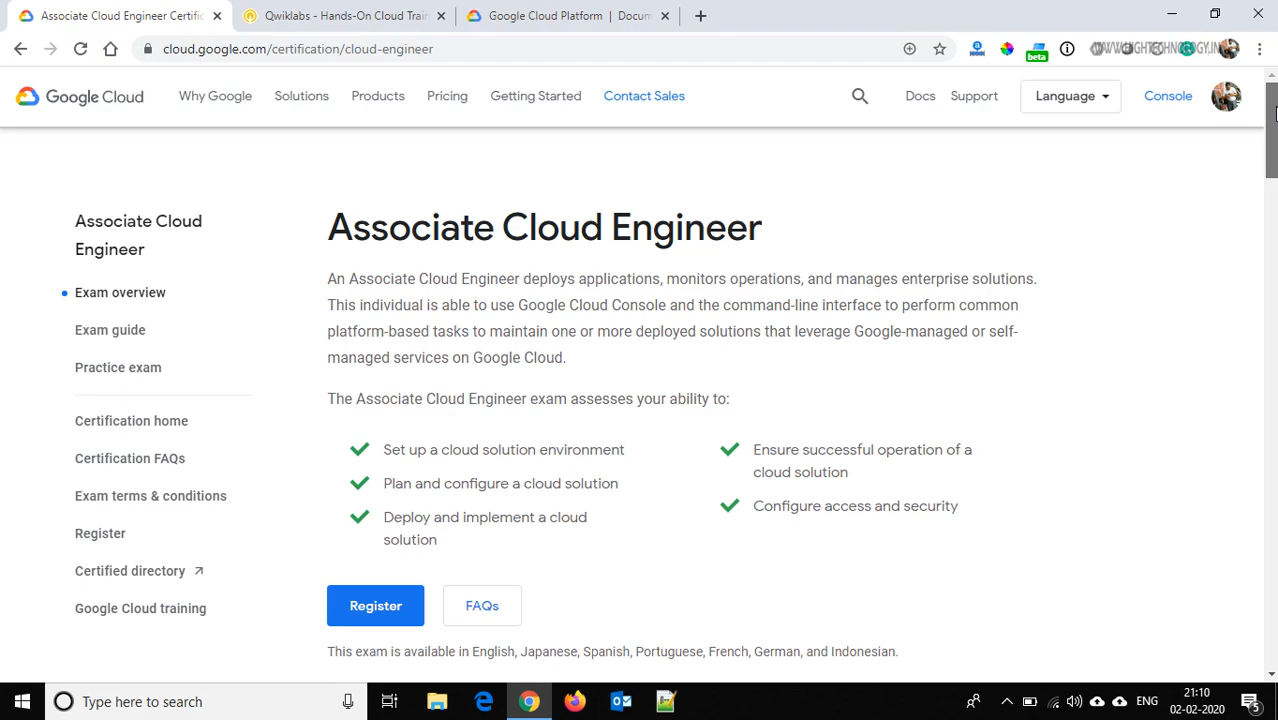 Associate Cloud Engineer Certific
Qwiklabs - Hands-On Cloud Train
Google Cloud Platform | Docum
cloud.google.com/certification/cloud-engineer
beta
Google Cloud
Why Google
Solutions
Products
Pricing
Getting Started
Contact Sales
Docs
Support
Language
Console
Associate Cloud
Engineer
Exam overview
Exam guide
Practice exam
Certification home
Certification FAQs
Exam terms & conditions
Register
Certified directory
Google Cloud training
Associate Cloud Engineer
An Associate Cloud Engineer deploys applications, monitors operations, and manages enterprise solutions.
This individual is able to use Google Cloud Console and the command-line interface to perform common
platform-based tasks to maintain one or more deployed solutions that leverage Google-managed or self-
managed services on Google Cloud.
The Associate Cloud Engineer exam assesses your ability to:
Set up a cloud solution environment
Plan and configure a cloud solution
Deploy and implement a cloud
solution
Ensure successful operation of a
cloud solution
Configure access and security
Register
FAQs
This exam is available in English, Japanese, Spanish, Portuguese, French, German, and Indonesian.
Type here to search
ENG
21:10
02-02-2020
5